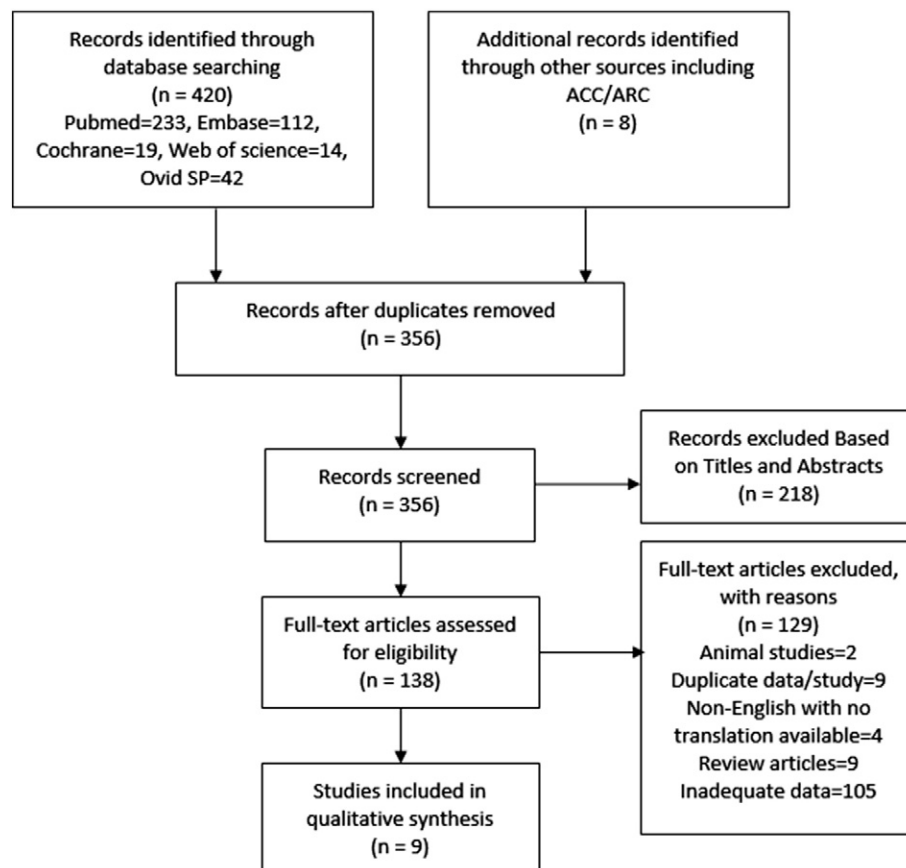 Records identified through
database searching
(n = 420)
Pubmed=233, Embase=112,
Cochrane=19, Web of science=14,
Ovid SP=42
Additional records identified
through other sources including
ACC/ARC
(n = 8)
Records after duplicates removed
(n = 356)
Records screened
(n = 356)
Records excluded Based
on Titles and Abstracts
(n = 218)
Full-text articles assessed
for eligibility
(n = 138)
Full-text articles excluded,
with reasons
(n = 129)
Animal studies=2
Duplicate data/study=9
Non-English with no
translation available=4
Review articles=9
Inadequate data=105
Studies included in
qualitative synthesis
(n = 9)